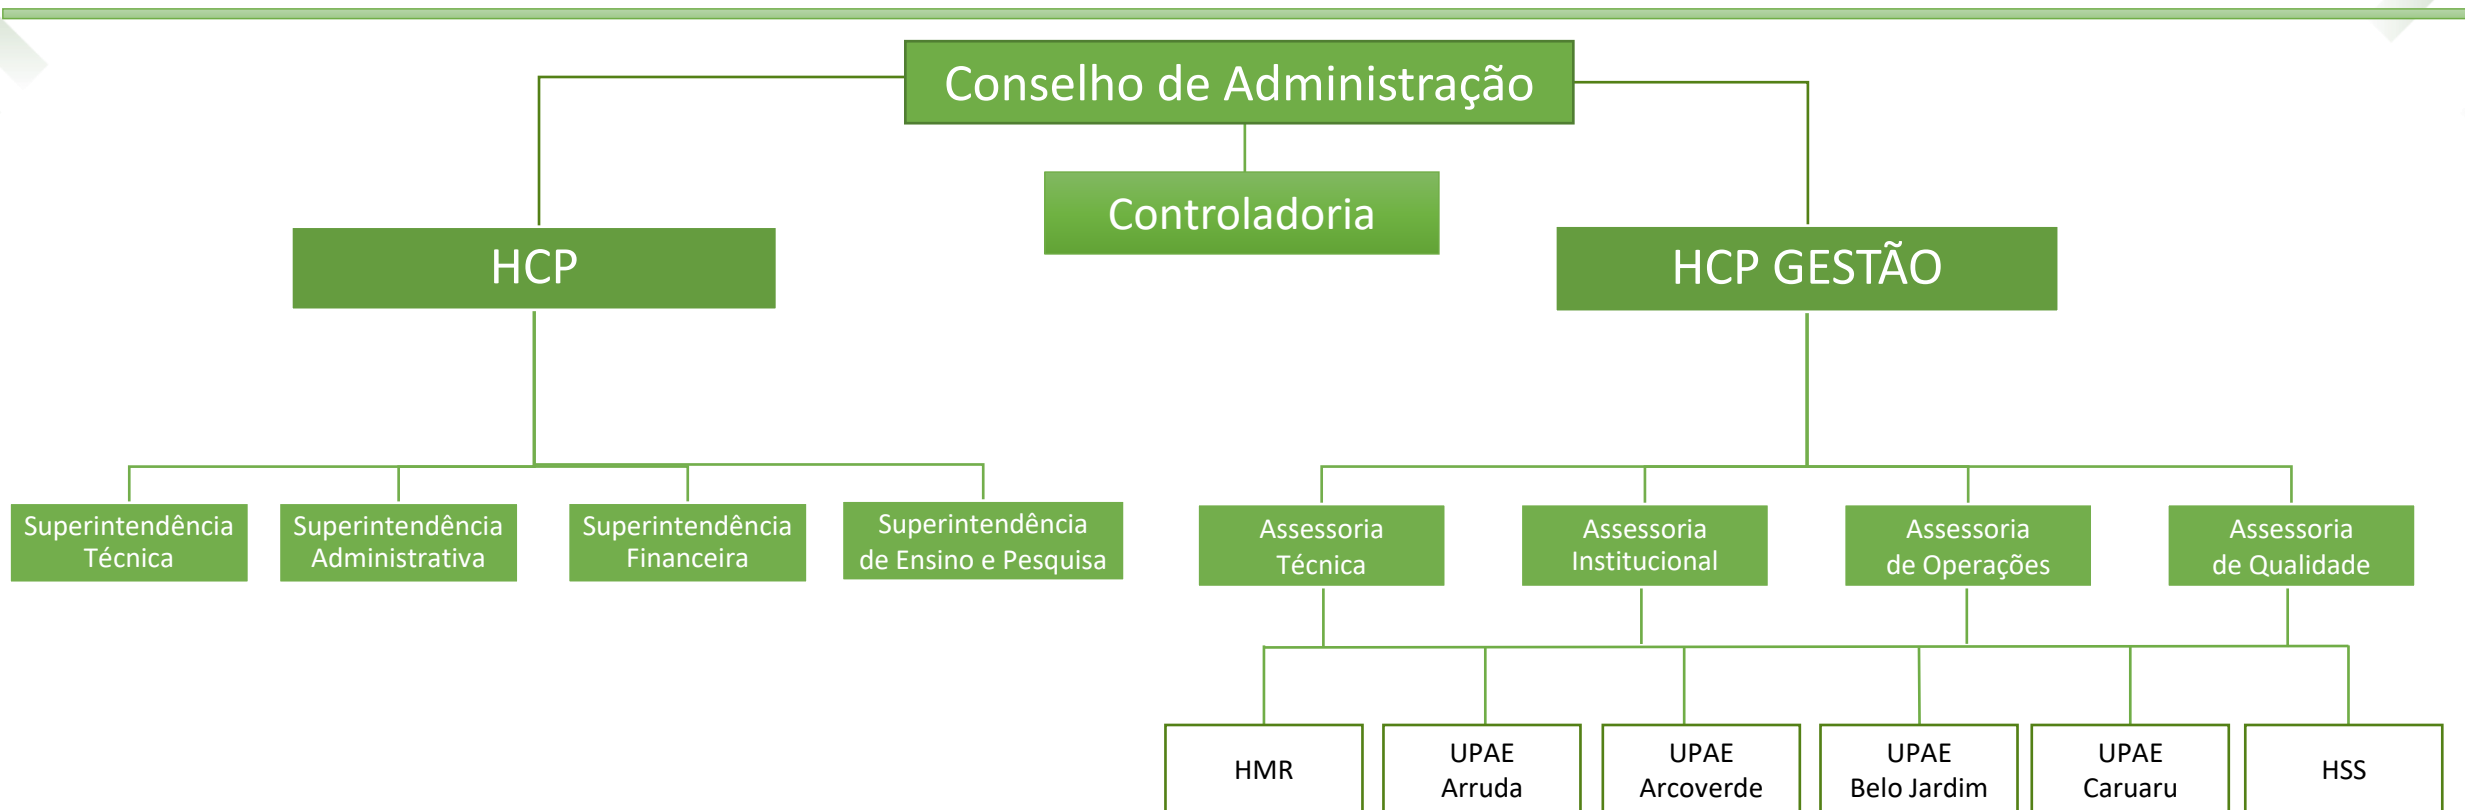 Conselho de Administração
Controladoria
HCP
HCP GESTÃO
Superintendência
Técnica
Superintendência
Administrativa
Superintendência
Financeira
Superintendência
de Ensino e Pesquisa
Assessoria
Técnica
Assessoria
Institucional
Assessoria
de Operações
Assessoria
de Qualidade
HMR
UPAE
Arruda
UPAE
Arcoverde
UPAE
Belo Jardim
UPAE
Caruaru
HSS